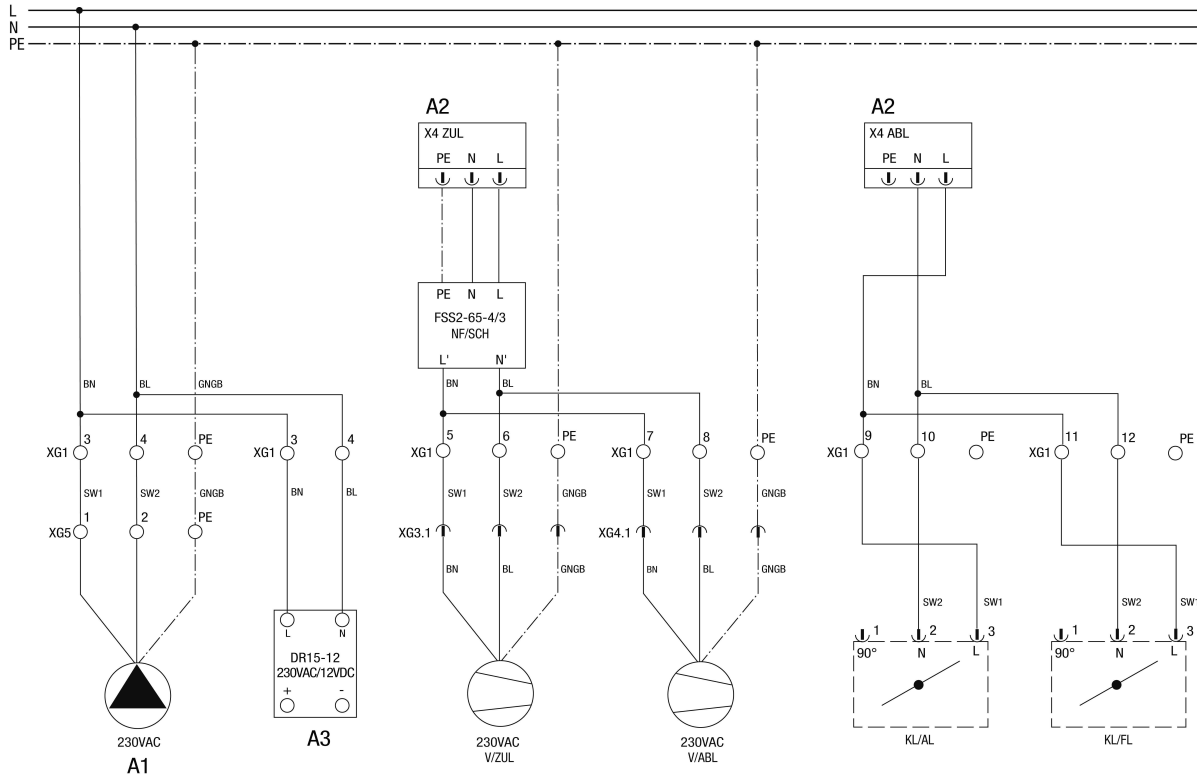 L
N
PE
A2 A2
X4 ZUL X4 ABL
PE N L PE N L
PE N L
FSS2-65-4/3
NF/SCH
L' N'
BN BL GNGB BN BL BN BL
3 4 PE 3 4 5 6 PE 7 8 PE 9 10 PE 11 12 PE
XG1 XG1 XG1 XG1 XG1 XG1
SW1 SW2 GNGB BN BL SW1 SW2 GNGB SW1 SW2 GNGB
1 2 PE
XG5 XG3.1 XG4.1
BN BL GNGB BN BL GNGB
SW2 SW1 SW2 SW1
L N 1 2 3 1 2 3
90° N L 90° N L
DR15-12
230VAC/12VDC
+ -
230VAC A3 230VAC 230VAC KL/AL KL/FL
A1 V/ZUL V/ABL